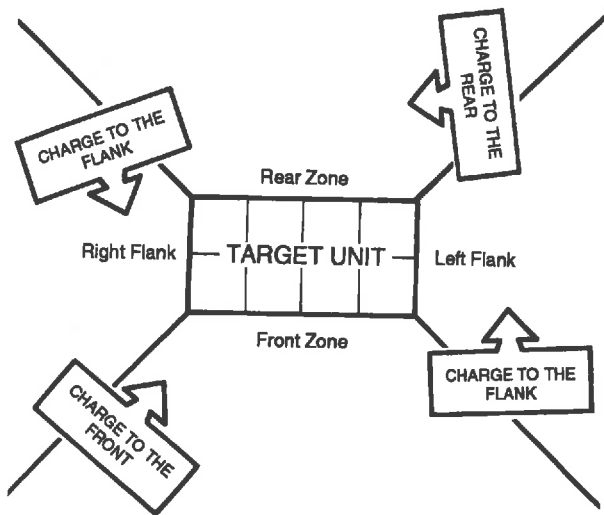 CHARGE TO THE
FLANK
CHARGE TO THE
REAR
Rear Zone
Right Flank
TARGET UNIT
Left Flank
Front Zone
CHARGE TO THE
FRONT
CHARGE TO THE
FLANK